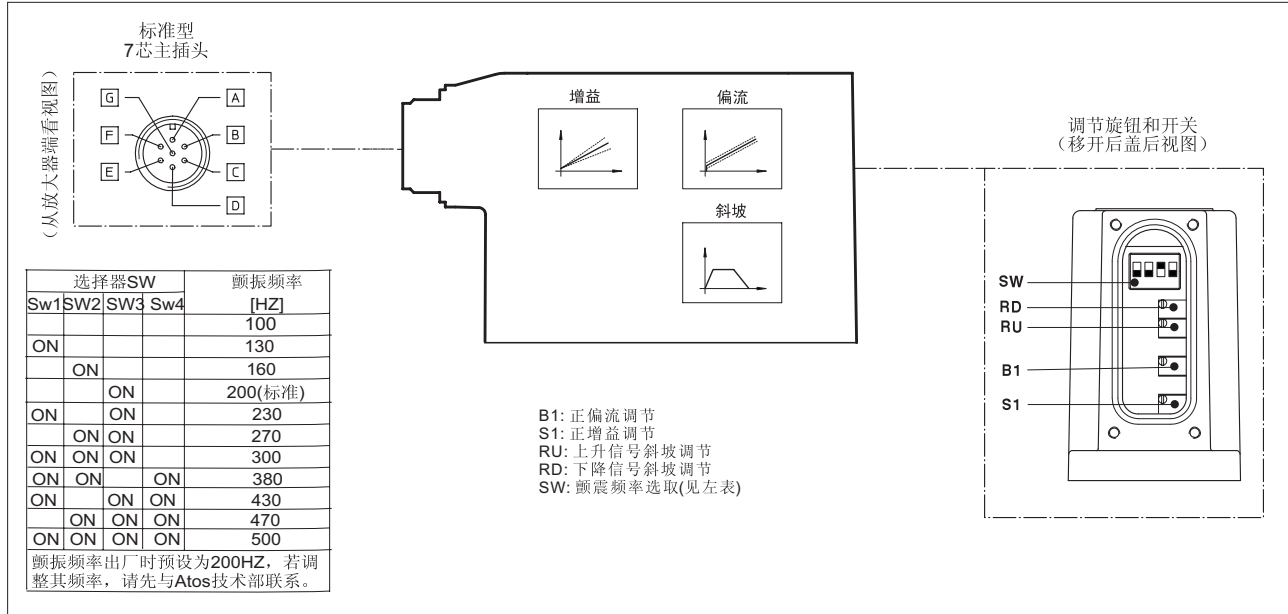 标准型
7芯主插头
(从放大器端看视图)
G
A
F
B
E
C
D
增益
偏流
斜坡
调节旋钮和开关
(移开后盖后视图)
SW
RD
RU
B1
S1
选择器SW 颤振频率
Sw1 SW2 SW3 Sw4 [HZ]
100
ON 130
ON 160
ON 200(标准)
ON ON 230
ON ON 270
ON ON ON 300
ON ON ON 380
ON ON ON 430
ON ON ON 470
ON ON ON ON 500
颤振频率出厂时预设为200HZ，若调
整其频率，请先与Atos技术部联系。
B1: 正偏流调节
S1: 正增益调节
RU: 上升信号斜坡调节
RD: 下降信号斜坡调节
SW: 颤震频率选取(见左表)